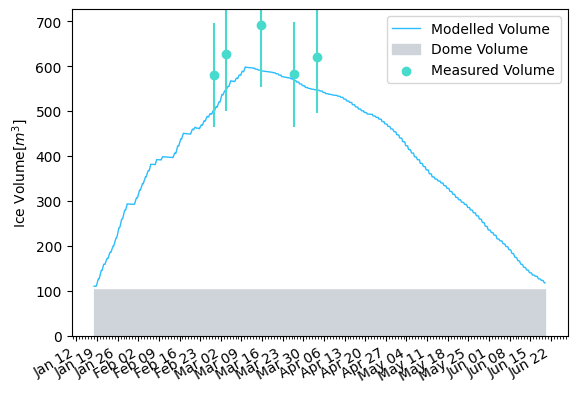 Ice Volume[m³]
700
600
500
400
300
200
100
0
Modelled Volume
Dome Volume
Measured Volume
Jan 12
Jan 19
Jan 26
Feb 02
Feb 09
Feb 16
Feb 23
Mar 02
Mar 09
Mar 16
Mar 23
Mar 30
Apr 06
Apr 13
Apr 20
Apr 27
May 04
May 11
May 18
May 25
Jun 01
Jun 08
Jun 15
Jun 22